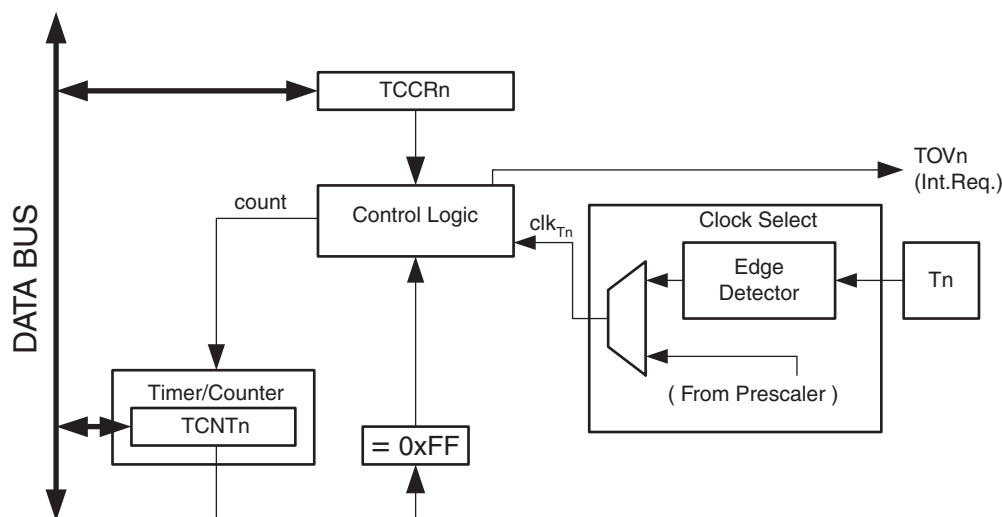 TCCRn
TOVn
(Int.Req.)
count
Control Logic
clkTn
Clock Select
Edge
Detector
Tn
DATA BUS
Timer/Counter
TCNTn
( From Prescaler )
= 0xFF